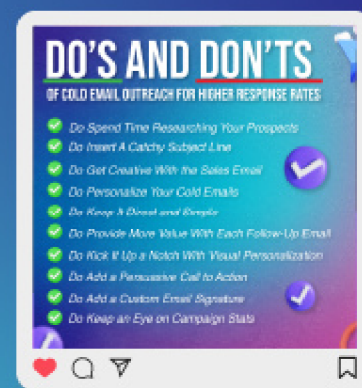 DO'S AND DON'TS
OF COLD EMAIL OUTREACH FOR HIGHER RESPONSE RATES
Do Spend Time Researching Your Prospects
Do Insert A Catchy Subject Line
Do Get Creative With the Sales Email
Do Personalize Your Cold Emails
Do Keep It Direct and Simple
Do Provide More Value With Each Follow-Up Email
Do Kick It Up a Notch With Visual Personalization
Do Add a Persuasive Call to Action
Do Add a Custom Email Signature
Do Keep an Eye on Campaign Stats